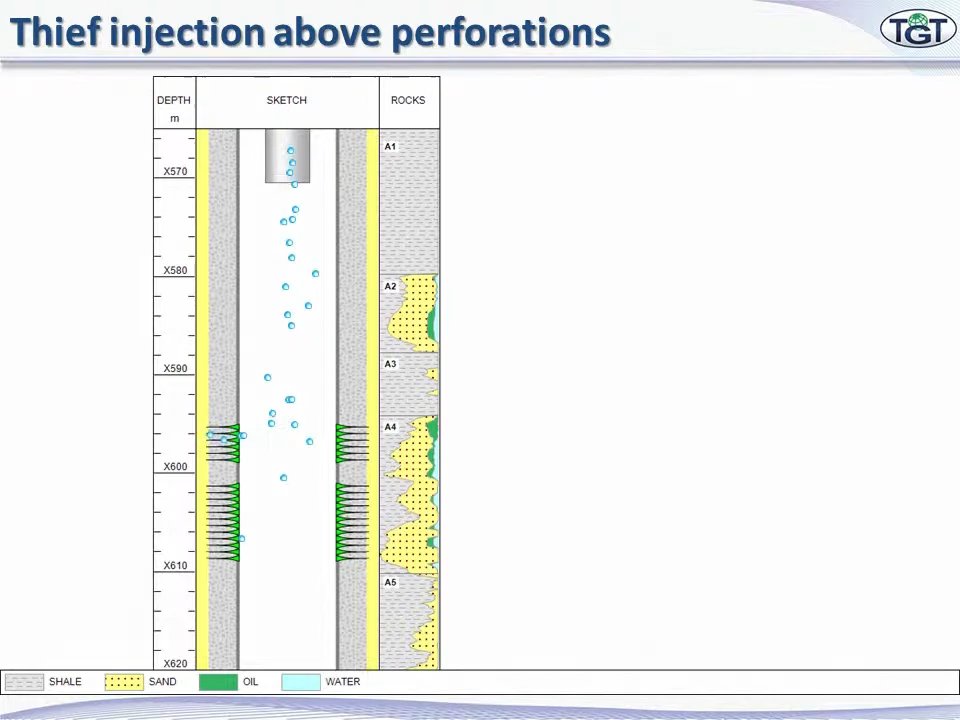 Thief injection above perforations
TGT
DEPTH
m
SKETCH
ROCKS
X570
X580
X590
X600
X610
X620
A1
A2
A3
A4
A5
SHALE
SAND
OIL
WATER